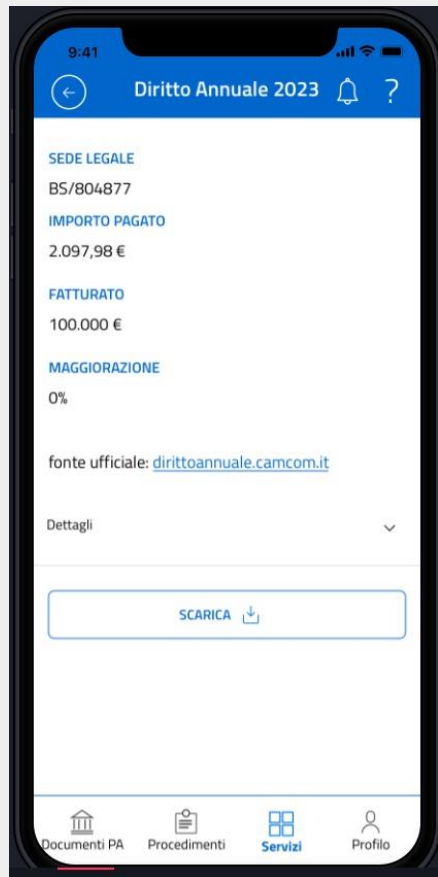 9:41
Diritto Annuale 2023 ?
SEDE LEGALE
BS/804877
IMPORTO PAGATO
2.097,98 €
FATTURATO
100.000 €
MAGGIORAZIONE
0%
fonte ufficiale: dirittoannuale.camcom.it
Dettagli
SCARICA
Documenti PA Procedimenti Servizi Profilo